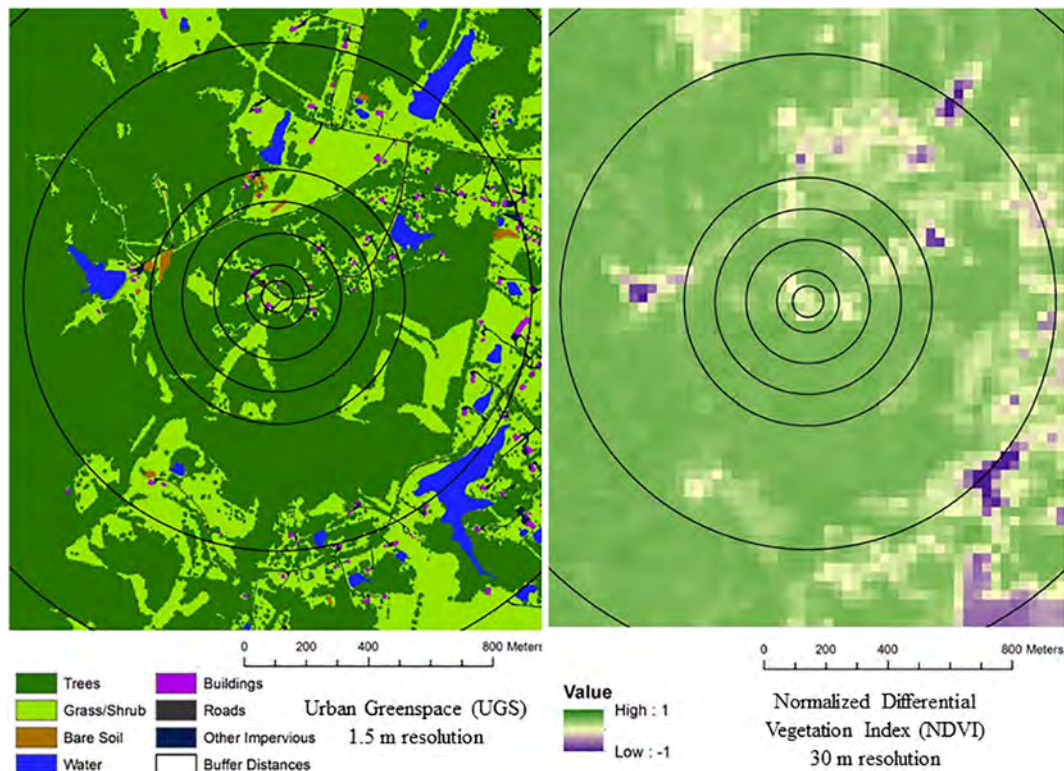 0 200 400 800 Meters
Trees
Grass/Shrub
Bare Soil
Water
Buildings
Roads
Other Impervious
Buffer Distances
Urban Greenspace (UGS)
1.5 m resolution
0 200 400 800 Meters
Value
High : 1
Low : -1
Normalized Differential
Vegetation Index (NDVI)
30 m resolution